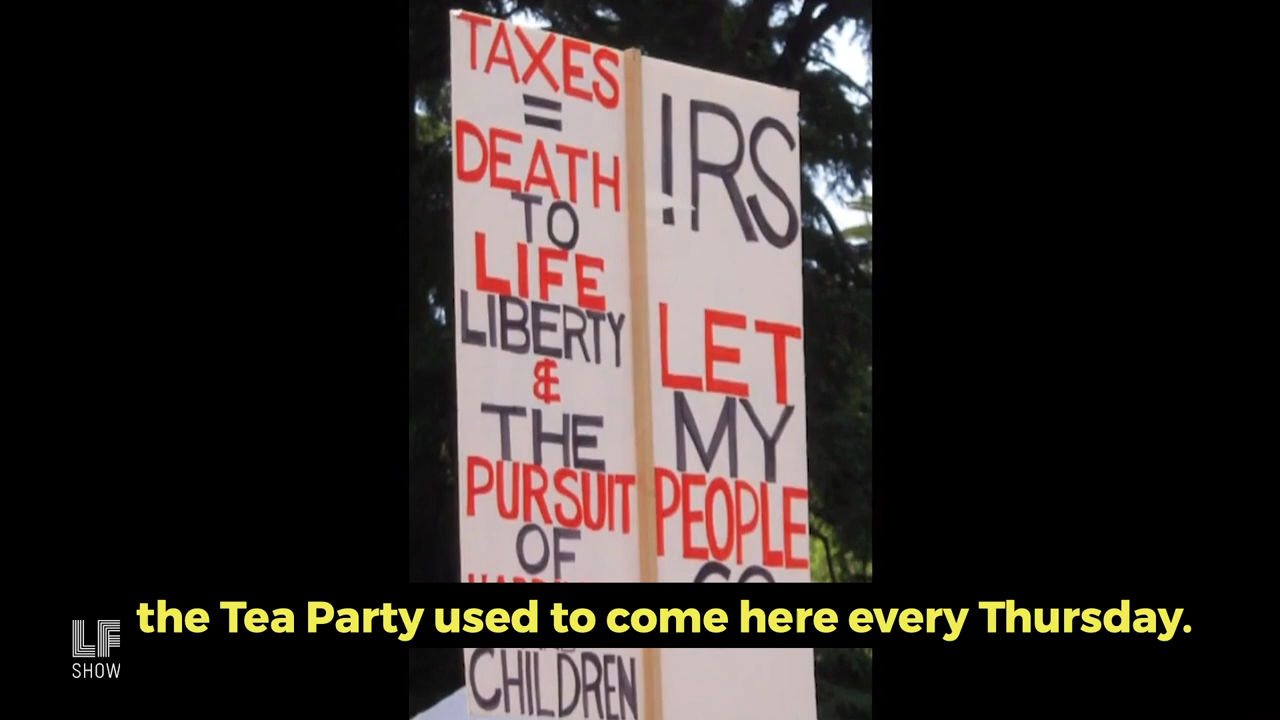 TAXES
=
DEATH
TO
LIFE
LIBERTY
&
THE
PURSUIT
OF
CHILDREN
!RS
LET
MY
PEOPLE
GO
the Tea Party used to come here every Thursday.
LF
SHOW